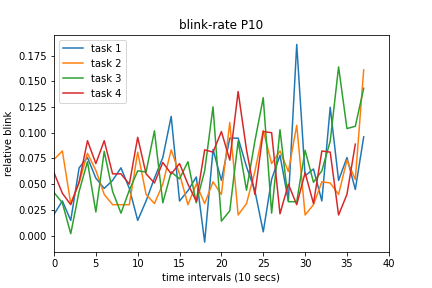 blink-rate P10
relative blink
0.175
0.150
0.125
0.100
0.075
0.050
0.025
0.000
task 1
task 2
task 3
task 4
0 5 10 15 20 25 30 35 40
time intervals (10 secs)